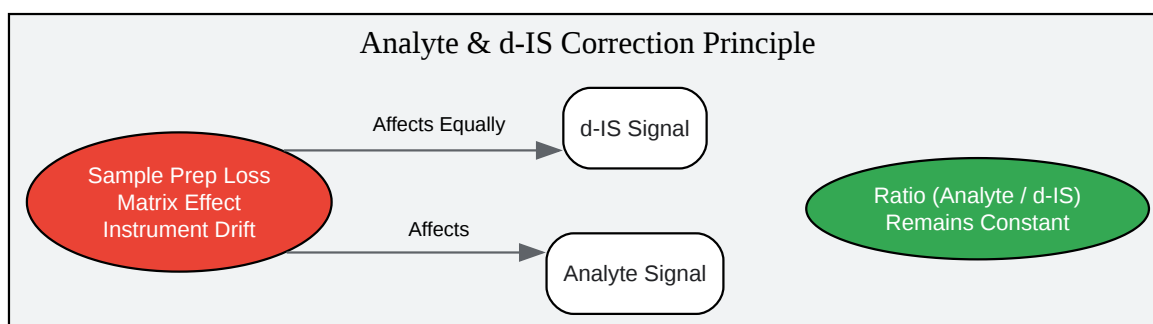 Analyte & d-IS Correction Principle
Affects Equally
d-IS Signal
Sample Prep Loss
Matrix Effect
Instrument Drift
Affects
Analyte Signal
Ratio (Analyte / d-IS)
Remains Constant